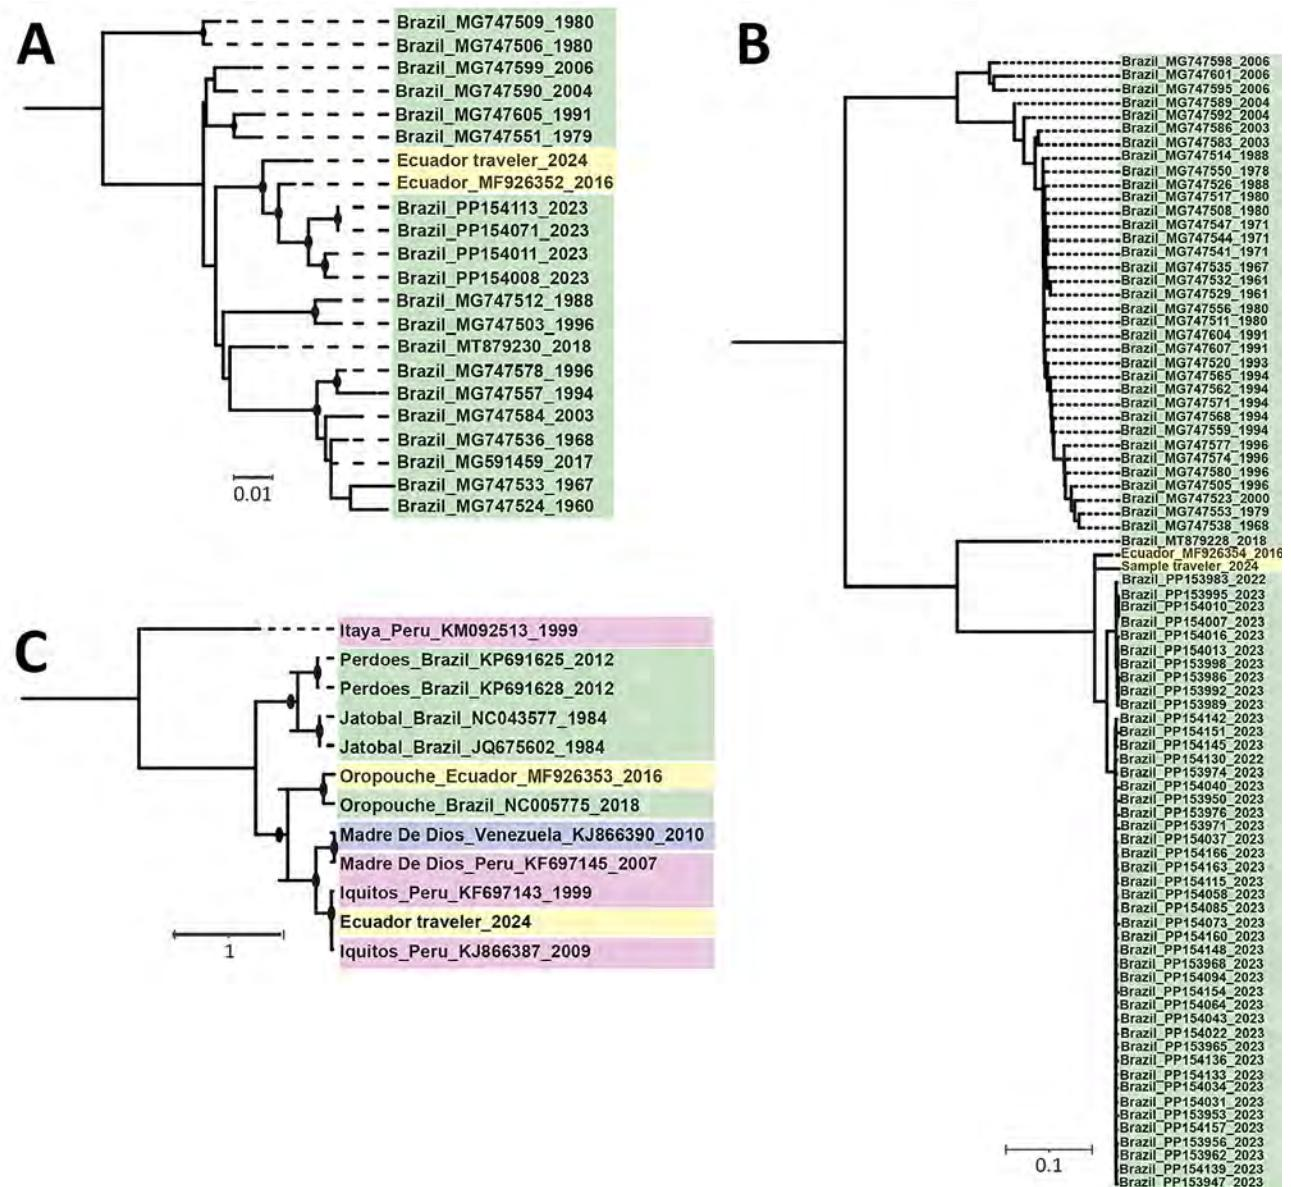 A
Brazil_MG747509_1980
Brazil_MG747506_1980
Brazil_MG747599_2006
Brazil_MG747590_2004
Brazil_MG747605_1991
Brazil_MG747551_1979
Ecuador traveler_2024
Ecuador_MF926352_2016
Brazil_PP154113_2023
Brazil_PP154071_2023
Brazil_PP154011_2023
Brazil_PP154008_2023
Brazil_MG747512_1988
Brazil_MG747503_1996
Brazil_MT879230_2018
Brazil_MG747578_1996
Brazil_MG747557_1994
Brazil_MG747584_2003
Brazil_MG747536_1968
Brazil_MG591459_2017
Brazil_MG747533_1967
Brazil_MG747524_1960
0.01
B
Brazil_MG747598_2006
Brazil_MG747601_2006
Brazil_MG747595_2006
Brazil_MG747589_2004
Brazil_MG747592_2004
Brazil_MG747586_2003
Brazil_MG747583_2003
Brazil_MG747514_1988
Brazil_MG747550_1978
Brazil_MG747526_1988
Brazil_MG747517_1980
Brazil_MG747508_1980
Brazil_MG747547_1971
Brazil_MG747544_1971
Brazil_MG747541_1971
Brazil_MG747535_1967
Brazil_MG747532_1961
Brazil_MG747529_1961
Brazil_MG747556_1980
Brazil_MG747511_1980
Brazil_MG747604_1991
Brazil_MG747607_1991
Brazil_MG747520_1993
Brazil_MG747565_1994
Brazil_MG747562_1994
Brazil_MG747571_1994
Brazil_MG747568_1994
Brazil_MG747559_1994
Brazil_MG747577_1996
Brazil_MG747574_1996
Brazil_MG747580_1996
Brazil_MG747505_1996
Brazil_MG747523_2000
Brazil_MG747553_1979
Brazil_MG747538_1968
Brazil_MT879228_2018
Ecuador_MF926354_2016
Sample traveler_2024
Brazil_PP153983_2022
Brazil_PP153995_2023
Brazil_PP154010_2023
Brazil_PP154007_2023
Brazil_PP154016_2023
Brazil_PP154013_2023
Brazil_PP153998_2023
Brazil_PP153986_2023
Brazil_PP153992_2023
Brazil_PP153989_2023
Brazil_PP154142_2023
Brazil_PP154151_2023
Brazil_PP154145_2023
Brazil_PP154130_2022
Brazil_PP153974_2023
Brazil_PP154040_2023
Brazil_PP153950_2023
Brazil_PP153976_2023
Brazil_PP153971_2023
Brazil_PP154037_2023
Brazil_PP154166_2023
Brazil_PP154163_2023
Brazil_PP154115_2023
Brazil_PP154058_2023
Brazil_PP154085_2023
Brazil_PP154073_2023
Brazil_PP154160_2023
Brazil_PP154148_2023
Brazil_PP153968_2023
Brazil_PP154094_2023
Brazil_PP154154_2023
Brazil_PP154064_2023
Brazil_PP154043_2023
Brazil_PP154022_2023
Brazil_PP153965_2023
Brazil_PP154136_2023
Brazil_PP154133_2023
Brazil_PP154034_2023
Brazil_PP154031_2023
Brazil_PP153953_2023
Brazil_PP154157_2023
Brazil_PP153956_2023
Brazil_PP153962_2023
Brazil_PP154139_2023
Brazil_PP153947_2023
0.1
C
Itaya_Peru_KM092513_1999
Perdoes_Brazil_KP691625_2012
Perdoes_Brazil_KP691628_2012
Jatobal_Brazil_NC043577_1984
Jatobal_Brazil_JQ675602_1984
Oropouche_Ecuador_MF926353_2016
Oropouche_Brazil_NC005775_2018
Madre De Dios_Venezuela_KJ866390_2010
Madre De Dios_Peru_KF697145_2007
Iquitos_Peru_KF697143_1999
Ecuador traveler_2024
Iquitos_Peru_KJ866387_2009
1